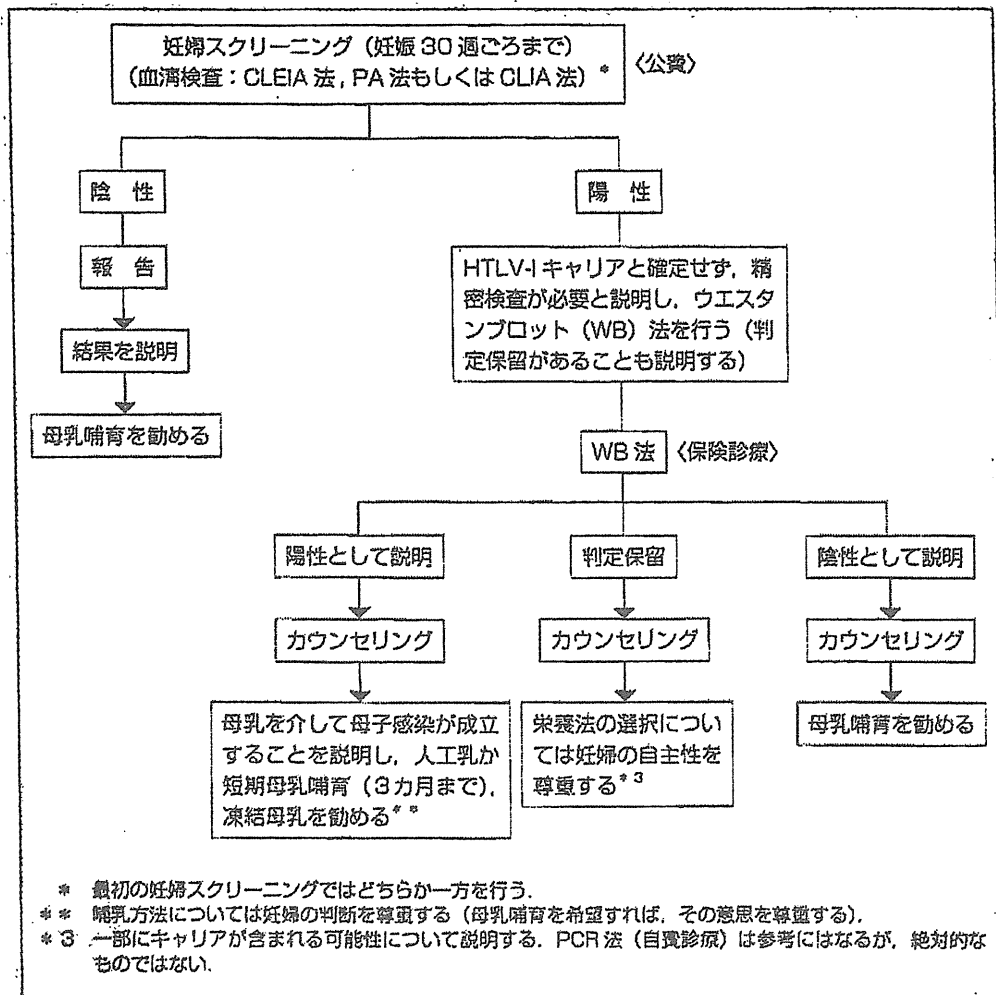 妊婦スクリーニング(妊娠30週ごろまで)
(血清検査:CLEIA法,PA法もしくはCLIA法)* 〈公費〉
陰 性
陽 性
報 告
HTLV-Iキャリアと確定せず,精
密検査が必要と説明し,ウエスタ
ンブロット(WB)法を行う(判
定保留があることも説明する)
結果を説明
母乳哺育を勧める
WB法 〈保険診療〉
陽性として説明
判定保留
陰性として説明
カウンセリング
カウンセリング
カウンセリング
母乳を介して母子感染が成立
することを説明し,人工乳か
短期母乳哺育(3カ月まで),
凍結母乳を勧める**
栄養法の選択につい
ては妊婦の自主性を
尊重する*3
母乳哺育を勧める
* 最初の妊婦スクリーニングではどちらか一方を行う.
** 哺乳方法については妊婦の判断を尊重する(母乳哺育を希望すれば,その意思を尊重する).
*3 一部にキャリアが含まれる可能性について説明する.PCR法(自費診療)は参考にはなるが,絶対的な
ものではない.